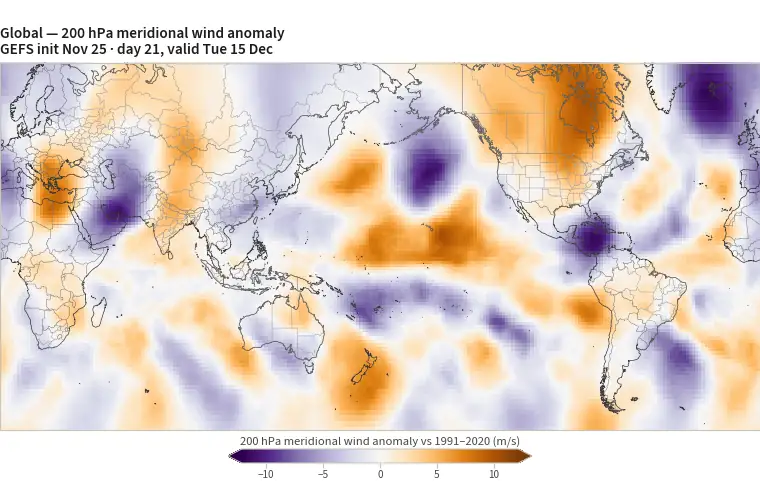 Global — 200 hPa meridional wind anomaly
GEFS init Nov 25 · day 21, valid Tue 15 Dec
200 hPa meridional wind anomaly vs 1991–2020 (m/s)
−10 −5 0 5 10